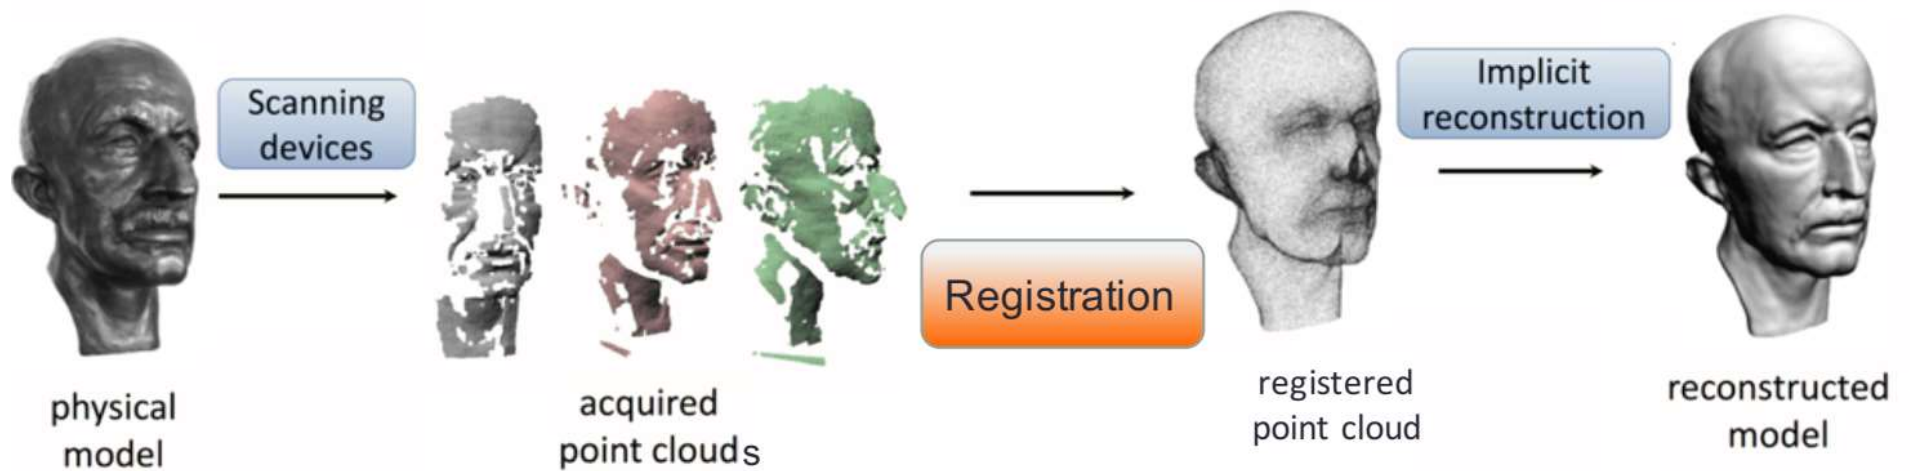 Scanning
devices
Registration
Implicit
reconstruction
physical
model
acquired
point clouds
registered
point cloud
reconstructed
model